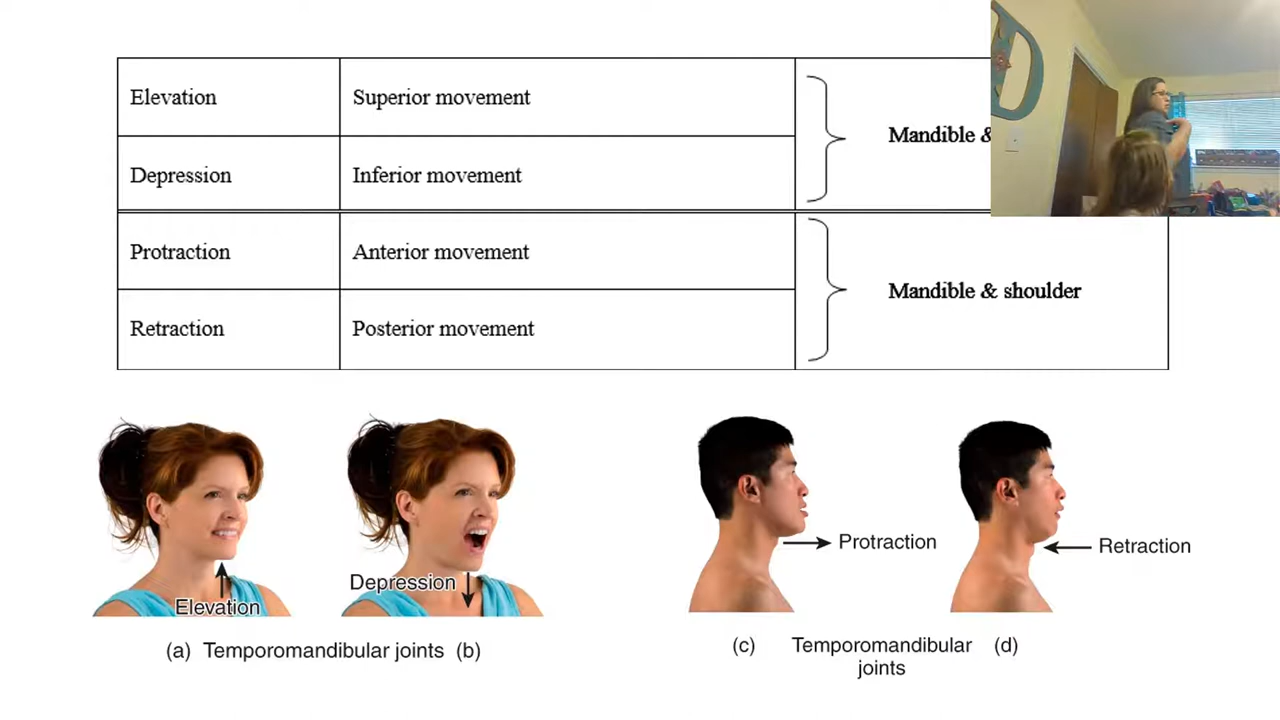 Elevation Superior movement
Mandible &
Depression Inferior movement
Protraction Anterior movement
Mandible & shoulder
Retraction Posterior movement
Elevation
Depression
Protraction
Retraction
(a) Temporomandibular joints (b)
(c) Temporomandibular (d)
joints